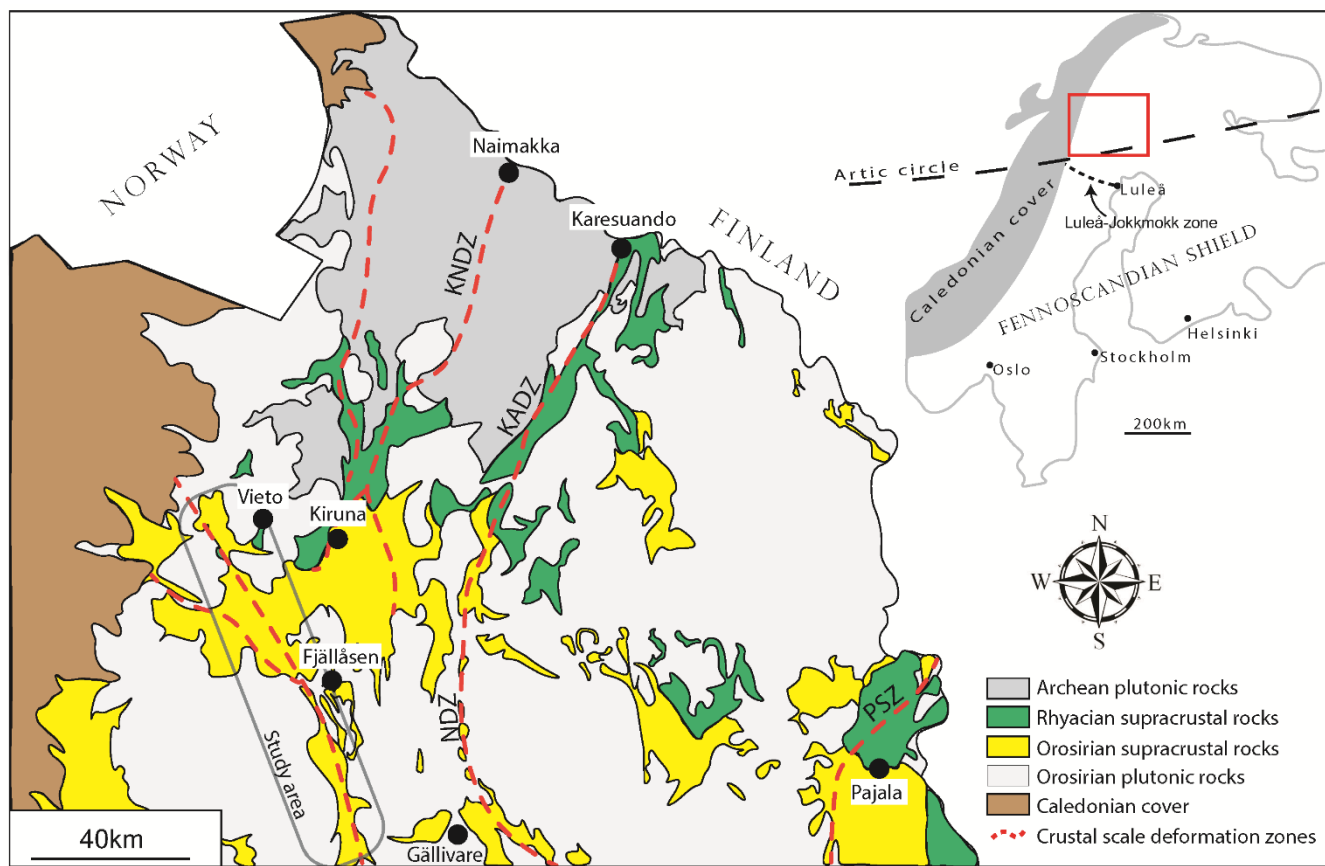 NORWAY
Naimakka
Karesuando
FINLAND
KNDZ
KADZ
Vieto
Kiruna
Fjällåsen
Study area
NDZ
PSZ
Pajala
Gällivare
40km
Artic circle
Luleä
Luleå-Jokkmokk zone
Caledonian cover
FENNOSCANDIAN SHIELD
Helsinki
Stockholm
Oslo
200km
N
W
E
S
Archean plutonic rocks
Rhyacian supracrustal rocks
Orosirian supracrustal rocks
Orosirian plutonic rocks
Caledonian cover
Crustal scale deformation zones